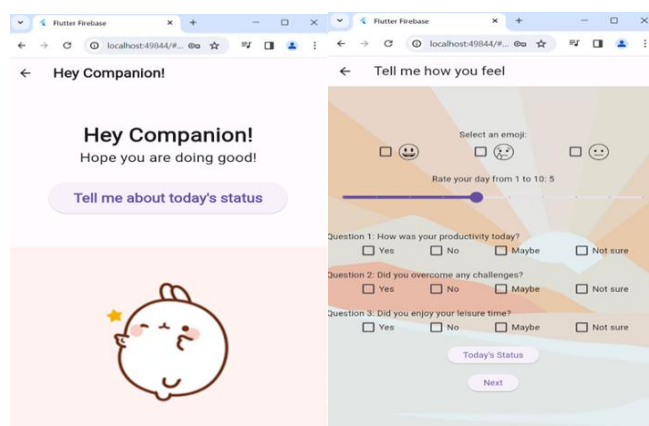 Flutter Firebase
localhost:49844/#...
Hey Companion!
Hey Companion!
Hope you are doing good!
Tell me about today's status
Flutter Firebase
localhost:49844/#...
Tell me how you feel
Select an emoji:
Rate your day from 1 to 10: 5
Question 1: How was your productivity today?
Yes No Maybe Not sure
Question 2: Did you overcome any challenges?
Yes No Maybe Not sure
Question 3: Did you enjoy your leisure time?
Yes No Maybe Not sure
Today's Status
Next